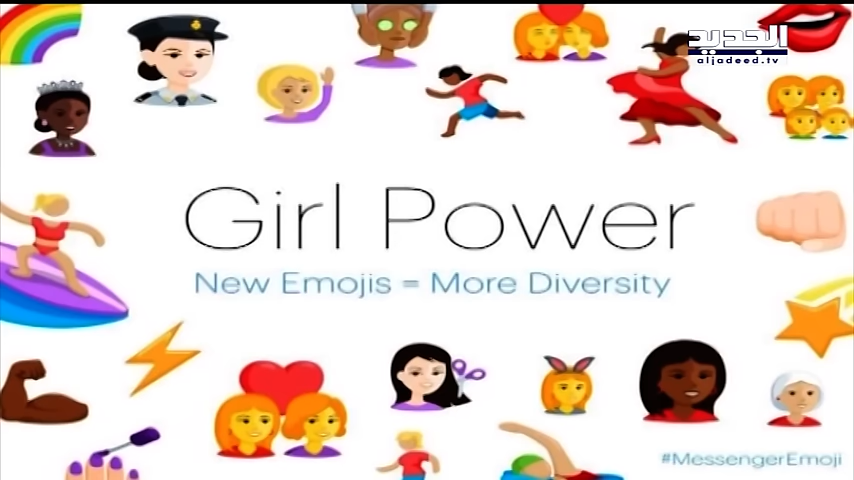 الجديد
aljadeed.tv
Girl Power
New Emojis = More Diversity
#MessengerEmoji